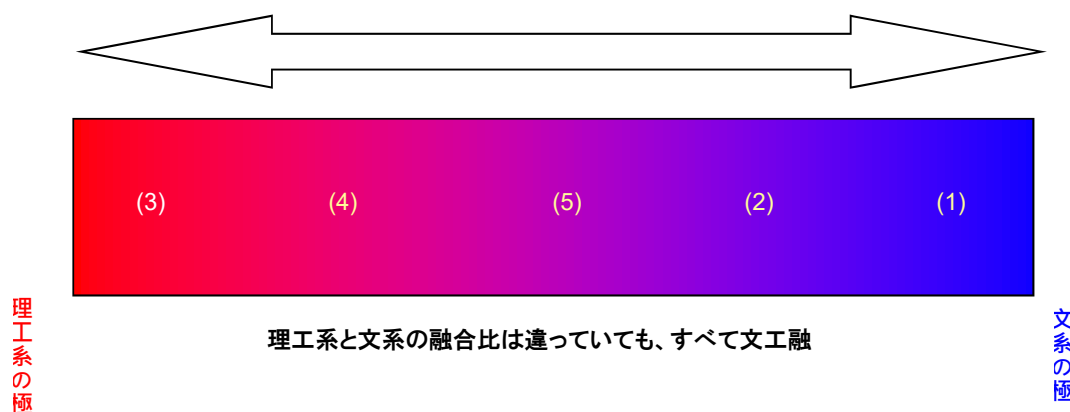 (3)
(4)
(5)
(2)
(1)
理工系の極
理工系と文系の融合比は違っていても、すべて文工融
文系の極